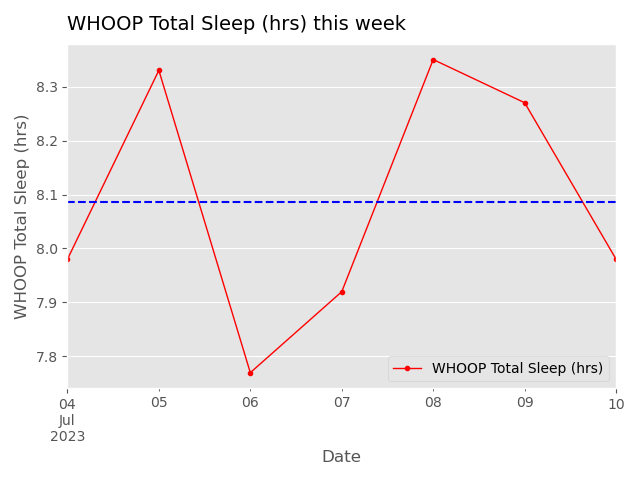 WHOOP Total Sleep (hrs) this week
WHOOP Total Sleep (hrs)
8.3
8.2
8.1
8.0
7.9
7.8
WHOOP Total Sleep (hrs)
04 05 06 07 08 09 10
Jul
2023
Date